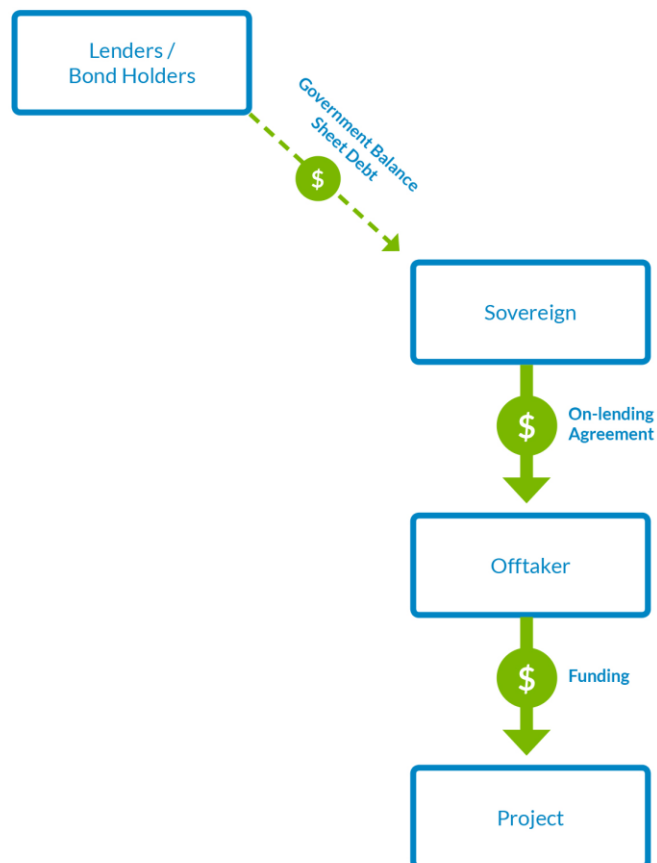 Lenders /
Bond Holders
Government Balance
Sheet Debt
$
Sovereign
$
On-lending
Agreement
Offtaker
$
Funding
Project